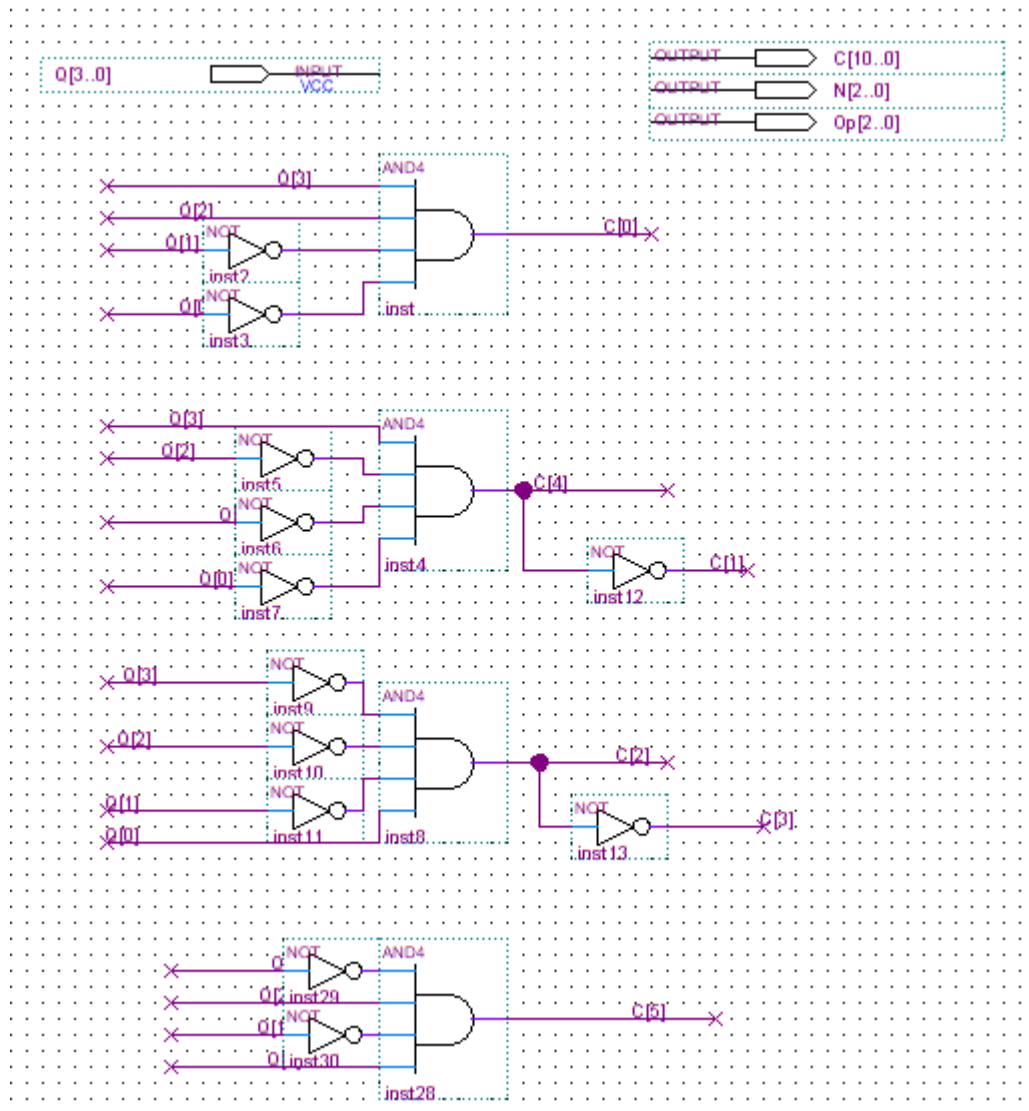 Q[3..0] INPUT
VCC
OUTPUT C[10..0]
OUTPUT N[2..0]
OUTPUT Op[2..0]
AND4
Q[3]
Q[2]
Q[1] NOT
inst2
C[0]
NOT
inst3
inst
Q[3] AND4
Q[2] NOT
inst5
Q NOT
inst6
Q[0] NOT
inst7
inst4
C[4]
NOT C[1]
inst12
Q[3] NOT
inst9
AND4
Q[2] NOT
inst10
Q[1] NOT
inst11
Q[0]
inst8
C[2]
NOT C[3]
inst13
NOT AND4
Q
inst29
NOT
Q[1
Q inst30
C[5]
inst28